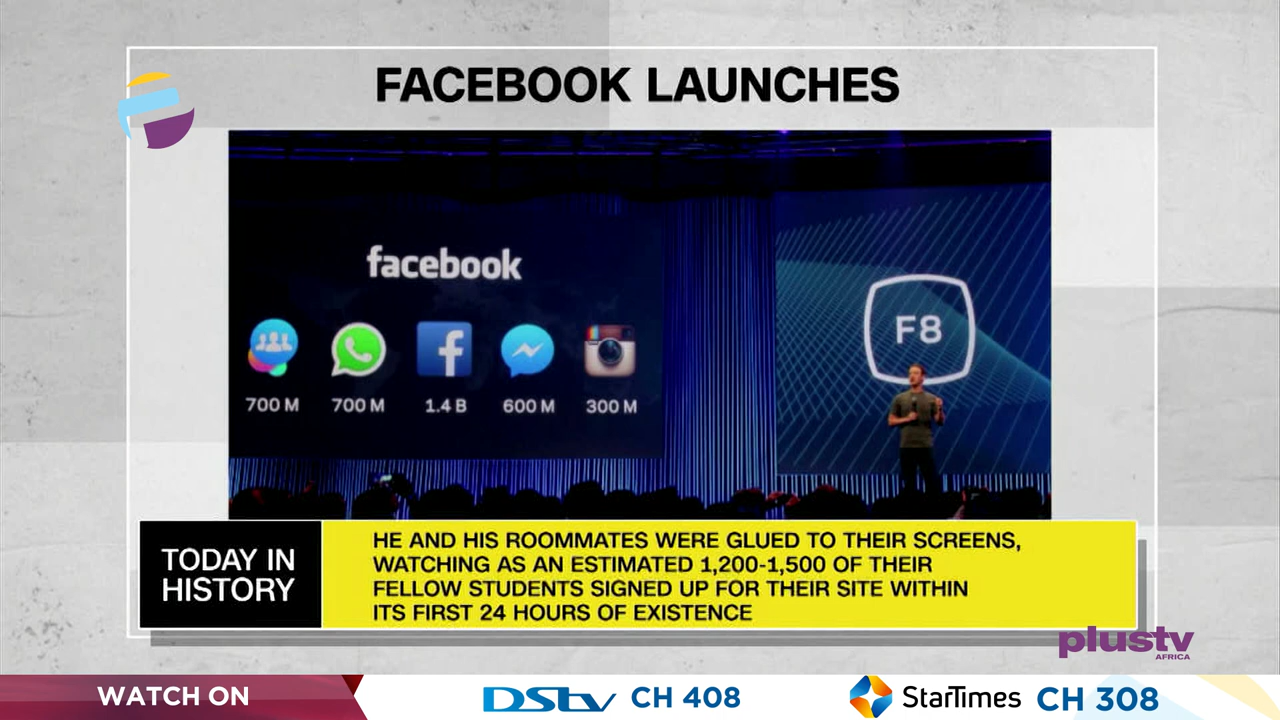 FACEBOOK LAUNCHES
facebook
700 M 700 M 1.4 B 600 M 300 M
F8
TODAY IN
HISTORY
HE AND HIS ROOMMATES WERE GLUED TO THEIR SCREENS,
WATCHING AS AN ESTIMATED 1,200-1,500 OF THEIR
FELLOW STUDENTS SIGNED UP FOR THEIR SITE WITHIN
ITS FIRST 24 HOURS OF EXISTENCE
plustv
AFRICA
WATCH ON DStv CH 408 StarTimes CH 308